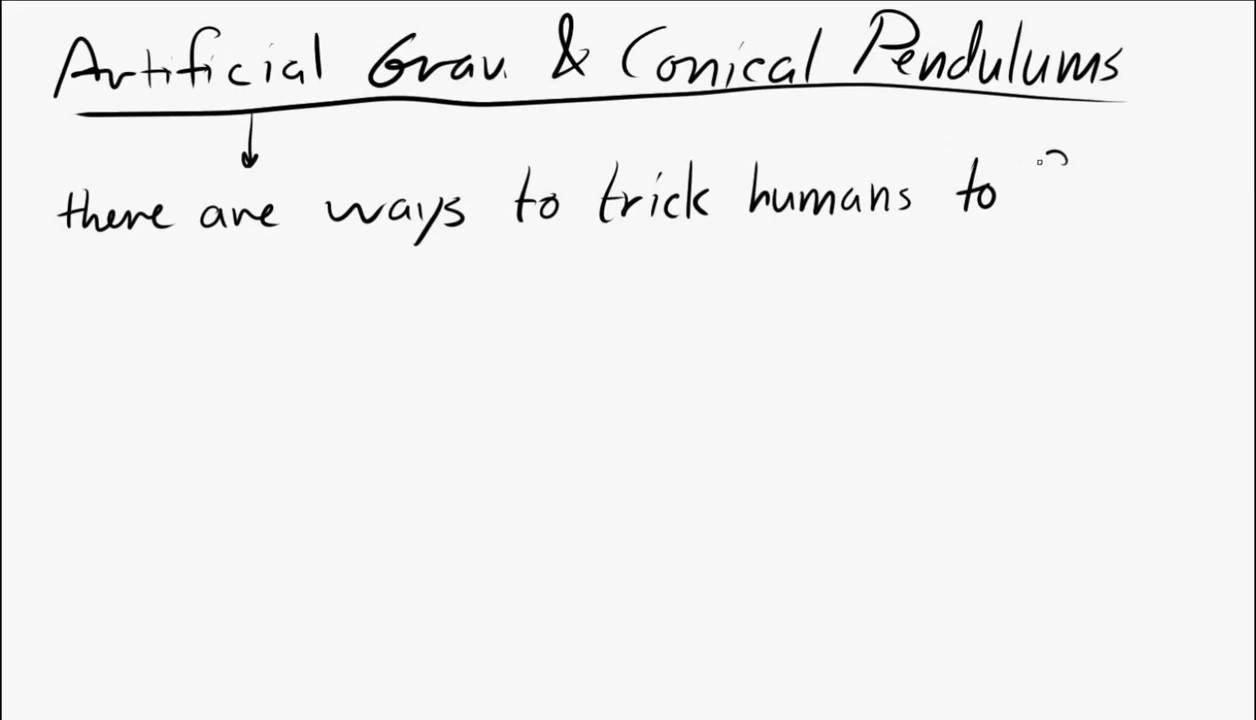 Artificial Grav. & Conical Pendulums
there are ways to trick humans to